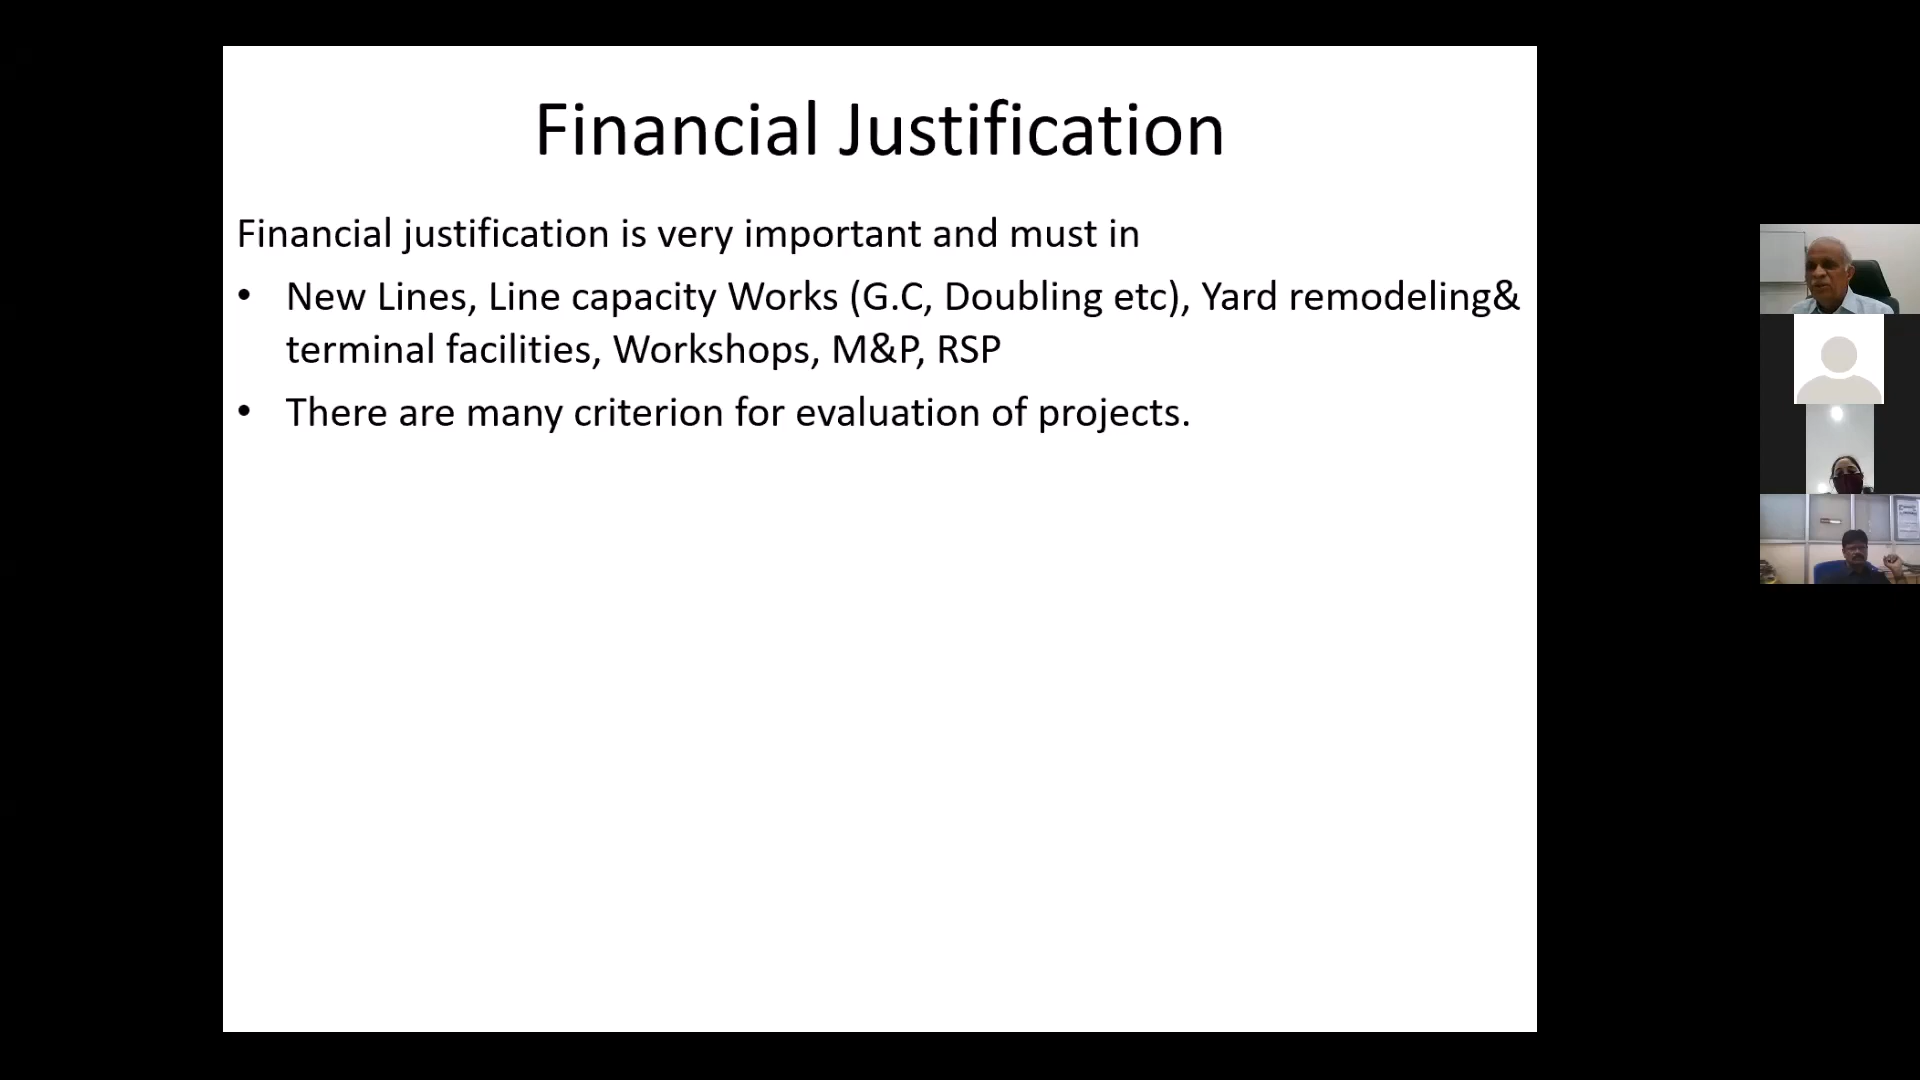 Financial Justification
Financial justification is very important and must in
• New Lines, Line capacity Works (G.C, Doubling etc), Yard remodeling&
terminal facilities, Workshops, M&P, RSP
• There are many criterion for evaluation of projects.